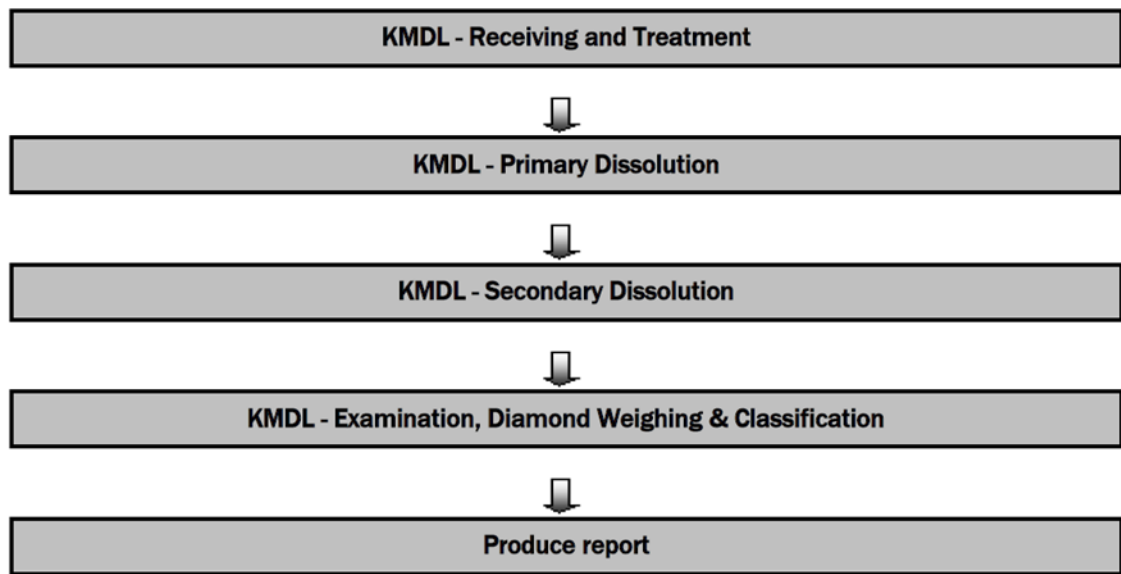 KMDL - Receiving and Treatment
KMDL - Primary Dissolution
KMDL - Secondary Dissolution
KMDL - Examination, Diamond Weighing & Classification
Produce report